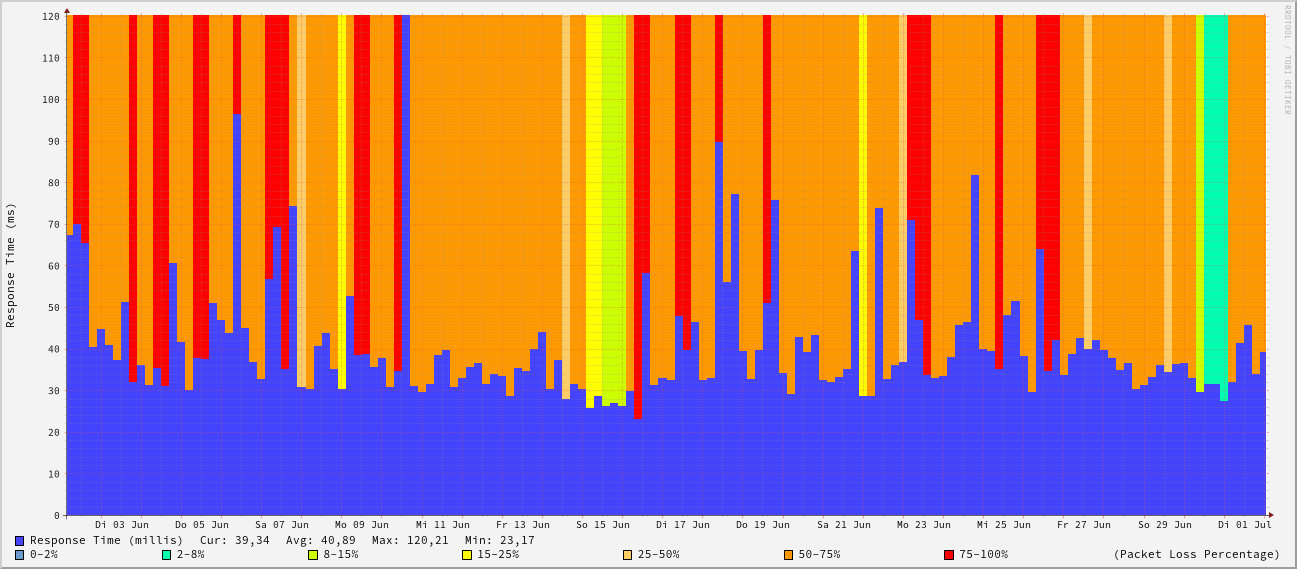 RRDTOOL / TOBI OETIKER
Response Time (ms)
120
110
100
90
80
70
60
50
40
30
20
10
0
Di 03 Jun Do 05 Jun Sa 07 Jun Mo 09 Jun Mi 11 Jun Fr 13 Jun So 15 Jun Di 17 Jun Do 19 Jun Sa 21 Jun Mo 23 Jun Mi 25 Jun Fr 27 Jun So 29 Jun Di 01 Jul
Response Time (millis) Cur: 39,34 Avg: 40,89 Max: 120,21 Min: 23,17
0-2% 2-8% 8-15% 15-25% 25-50% 50-75% 75-100% (Packet Loss Percentage)